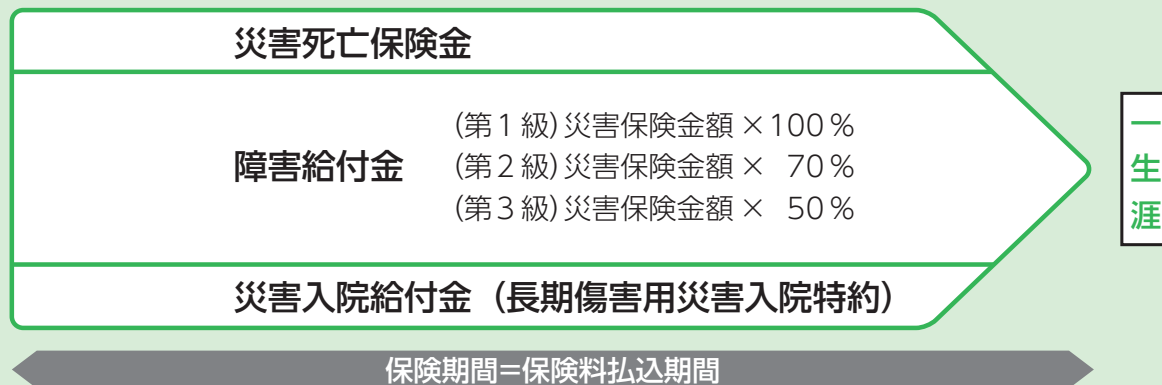 災害死亡保険金
障害給付金
(第1級)災害保険金額×100%
(第2級)災害保険金額× 70%
(第3級)災害保険金額× 50%
災害入院給付金（長期傷害用災害入院特約）
一生涯
保険期間＝保険料払込期間